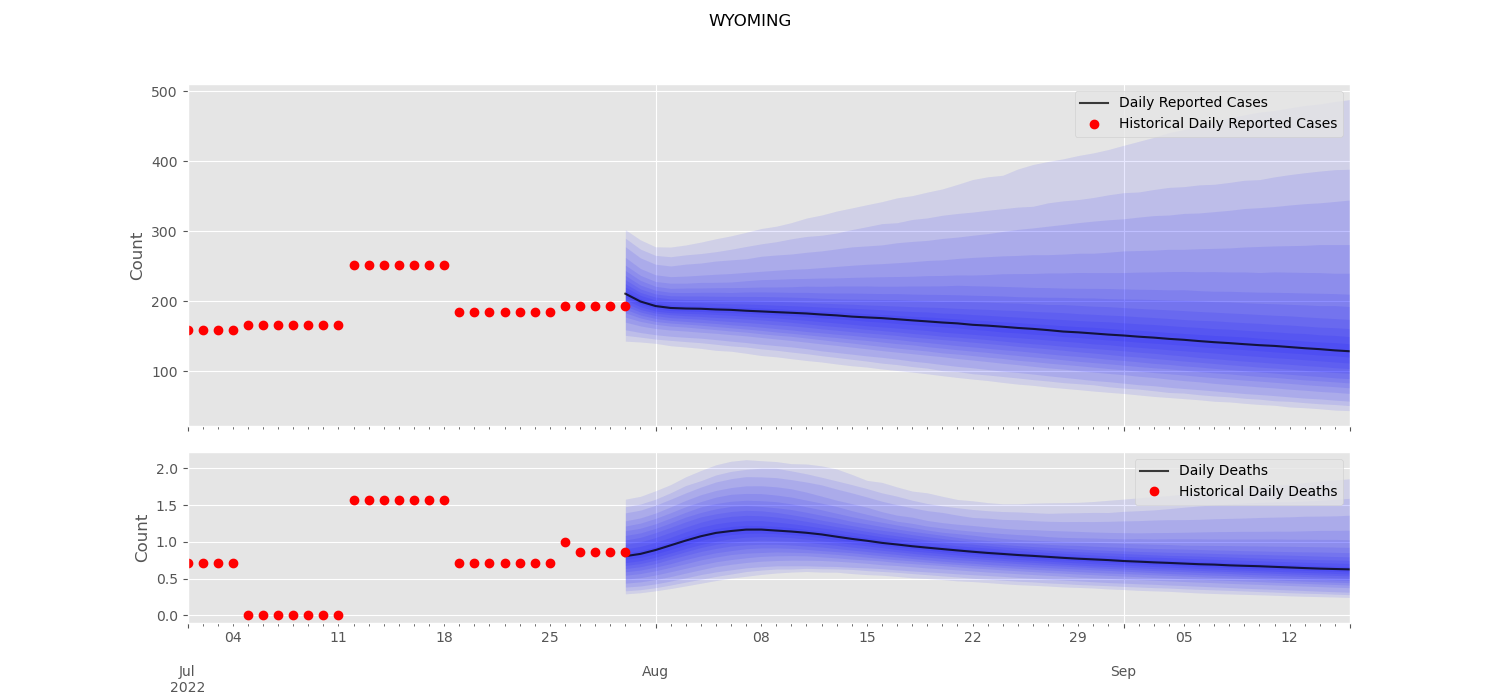 WYOMING
500
400
300
200
100
Count
Daily Reported Cases
Historical Daily Reported Cases
2.0
1.5
1.0
0.5
0.0
Count
Daily Deaths
Historical Daily Deaths
04 11 18 25 08 15 22 29 05 12
Jul Aug Sep
2022